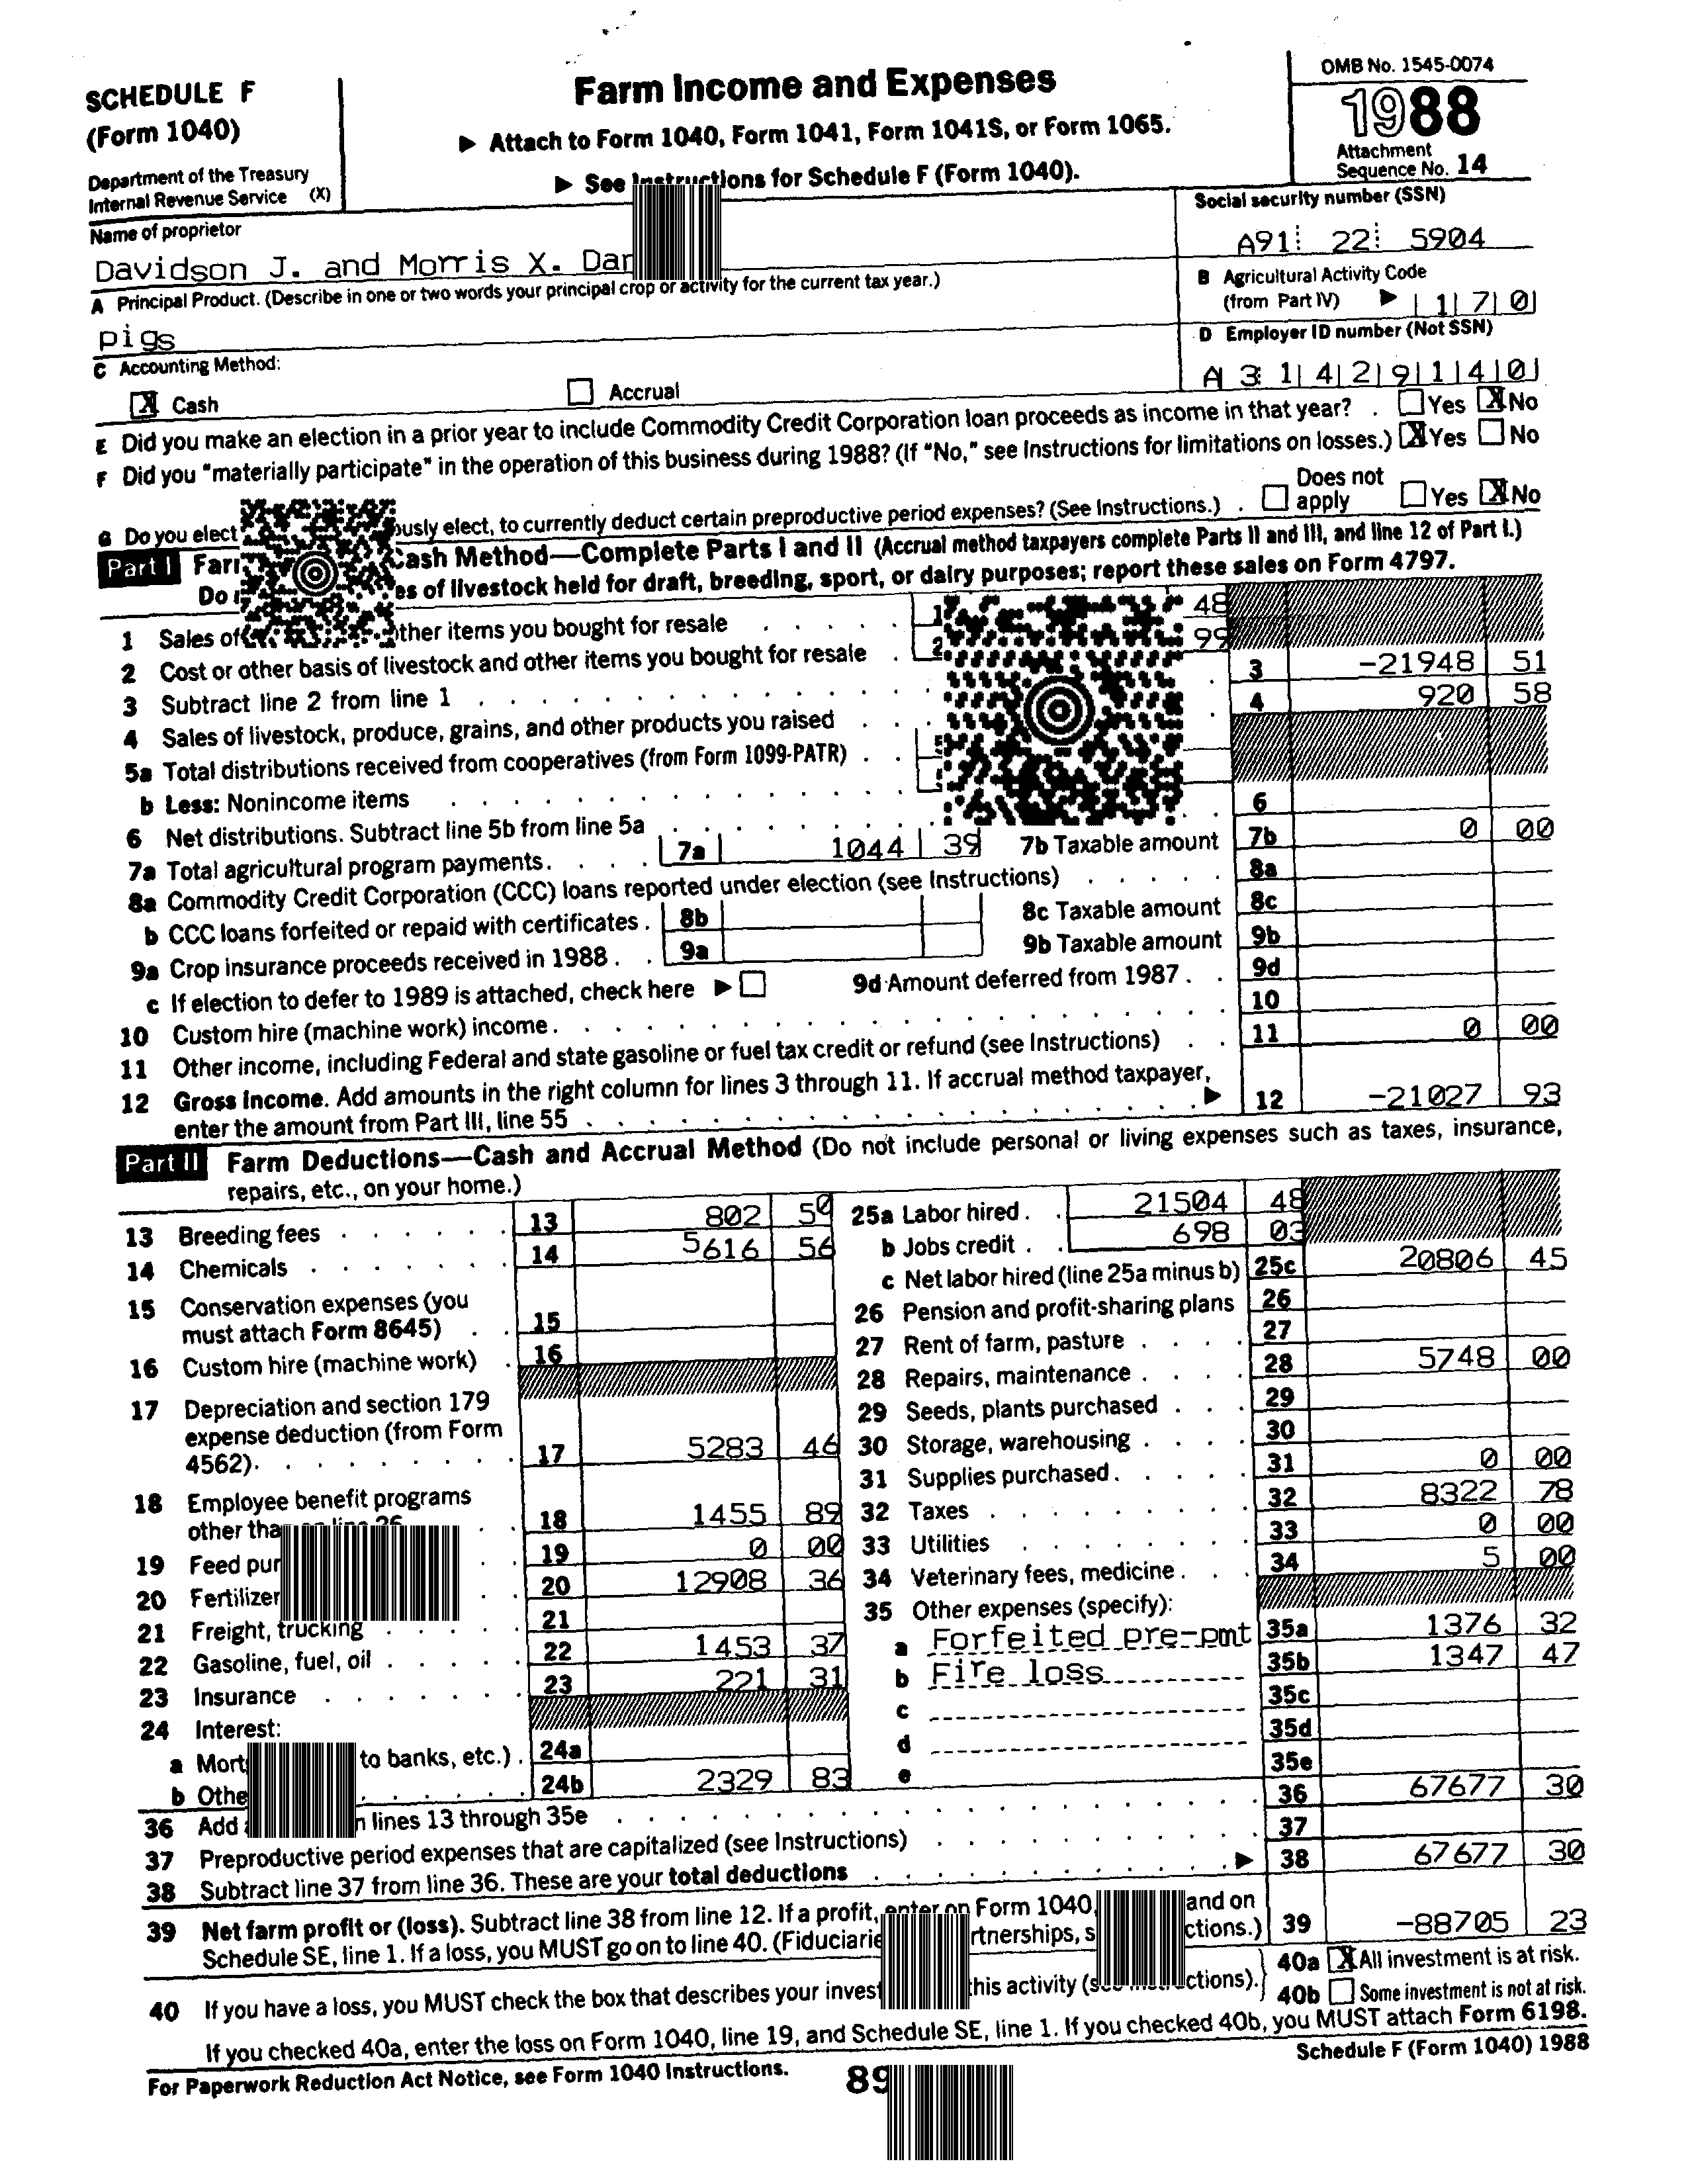 SCHEDULE F
(Form 1040)
Department of the Treasury
Internal Revenue Service (X)
Farm Income and Expenses
▶ Attach to Form 1040, Form 1041, Form 1041S, or Form 1065.
▶ See Instructions for Schedule F (Form 1040).
OMB No. 1545-0074
1988
Attachment
Sequence No. 14
Name of proprietor
Davidson J. and Morris X.
Social security number (SSN)
A91 22 5904
A Principal Product. (Describe in one or two words your principal crop or activity for the current tax year.)
Pigs
B Agricultural Activity Code
(from Part IV) ▶ 1 7 0
C Accounting Method:
D Employer ID number (Not SSN)
A 3 1 4 2 9 1 4 0
X Cash Accrual
E Did you make an election in a prior year to include Commodity Credit Corporation loan proceeds as income in that year? . Yes X No
F Did you "materially participate" in the operation of this business during 1988? (If "No," see Instructions for limitations on losses.) X Yes No
G Do you elect elect, to currently deduct certain preproductive period expenses? (See Instructions.) . Does not apply Yes X No
Part I Cash Method—Complete Parts I and II (Accrual method taxpayers complete Parts II and III, and line 12 of Part I.)
Do of livestock held for draft, breeding, sport, or dairy purposes; report these sales on Form 4797.
1 Sales of other items you bought for resale . . . . . 1 48
2 Cost or other basis of livestock and other items you bought for resale . 2 99
3 Subtract line 2 from line 1 . . . . . 3 -21948 51
4 Sales of livestock, produce, grains, and other products you raised . . . 4 920 58
5a Total distributions received from cooperatives (from Form 1099-PATR) . .
b Less: Nonincome items . . . . .
6 Net distributions. Subtract line 5b from line 5a . . . . . 6
7a Total agricultural program payments. . . . 7a 1044 39 7b Taxable amount 7b 0 00
8a Commodity Credit Corporation (CCC) loans reported under election (see Instructions) . . . . . 8a
b CCC loans forfeited or repaid with certificates . 8b 8c Taxable amount 8c
9a Crop insurance proceeds received in 1988 . . 9a 9b Taxable amount 9b
c If election to defer to 1989 is attached, check here ▶ 9d Amount deferred from 1987 . . 9d
10 Custom hire (machine work) income . . . . . 10
11 Other income, including Federal and state gasoline or fuel tax credit or refund (see Instructions) . . 11 0 00
12 Gross Income. Add amounts in the right column for lines 3 through 11. If accrual method taxpayer,
enter the amount from Part III, line 55 . . . . . ▶ 12 -21027 93
Part II Farm Deductions—Cash and Accrual Method (Do not include personal or living expenses such as taxes, insurance,
repairs, etc., on your home.)
13 Breeding fees . . . . . 13 802 50
14 Chemicals . . . . . 14 5616 56
15 Conservation expenses (you
must attach Form 8645) . . 15
16 Custom hire (machine work) . 16
17 Depreciation and section 179
expense deduction (from Form
4562). . . . . 17 5283 46
18 Employee benefit programs
other than on line 26 . . 18 1455 89
19 Feed . . 19 0 00
20 Fertilizer . . 20 12908 36
21 Freight, trucking . . . . . 21
22 Gasoline, fuel, oil . . . . . 22 1453 37
23 Insurance . . . . . 23 221 31
24 Interest:
a to banks, etc.) . 24a
b . . . . . 24b 2329 83
25a Labor hired . . 21504 48
b Jobs credit . . 698 03
c Net labor hired (line 25a minus b) 25c 20806 45
26 Pension and profit-sharing plans 26
27 Rent of farm, pasture . . . . 27
28 Repairs, maintenance . . . . 28 5748 00
29 Seeds, plants purchased . . . 29
30 Storage, warehousing . . . . 30
31 Supplies purchased . . . . 31 0 00
32 Taxes . . . . . 32 8322 78
33 Utilities . . . . . 33 0 00
34 Veterinary fees, medicine . . . 34 5 00
35 Other expenses (specify):
a Forfeited pre-pmt 35a 1376 32
b Fire loss 35b 1347 47
c 35c
d 35d
e 35e
36 Add lines 13 through 35e . . . . . 36 67677 30
37 Preproductive period expenses that are capitalized (see Instructions) . . . . . 37
38 Subtract line 37 from line 36. These are your total deductions . . . . . ▶ 38 67677 30
39 Net farm profit or (loss). Subtract line 38 from line 12. If a profit, enter on Form 1040, and on
Schedule SE, line 1. If a loss, you MUST go on to line 40. 39 -88705 23
40 If you have a loss, you MUST check the box that describes your this activity
40a X All investment is at risk.
40b Some investment is not at risk.
If you checked 40a, enter the loss on Form 1040, line 19, and Schedule SE, line 1. If you checked 40b, you MUST attach Form 6198.
For Paperwork Reduction Act Notice, see Form 1040 Instructions.
89
Schedule F (Form 1040) 1988